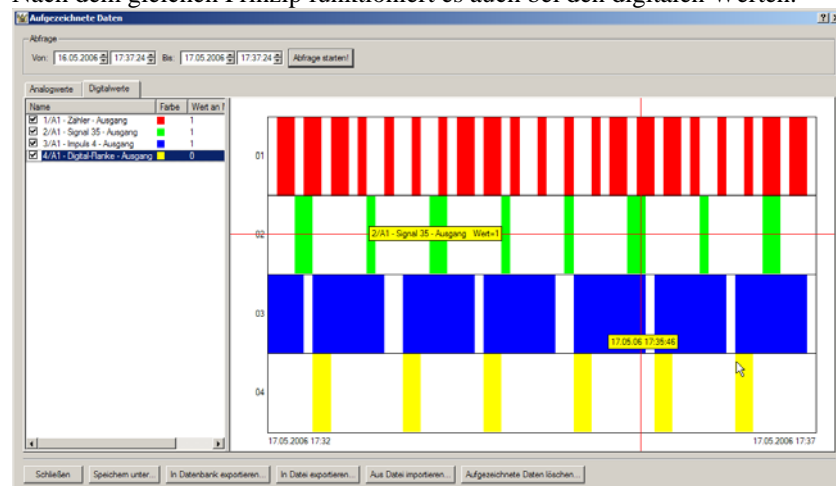 Nach dem gleichen Prinzip funktioniert es auch bei den digitalen Werten.
Aufgezeichnete Daten
Abfrage
Von: 16.05.2006 17:37:24 Bis: 17.05.2006 17:37:24 Abfrage starten!
Analogwerte Digitalwerte
Name Farbe Wert an
1/A1 - Zähler - Ausgang 1
2/A1 - Signal 35 - Ausgang 1
3/A1 - Impuls 4 - Ausgang 1
4/A1 - Digital-Flanke - Ausgang 0
01
02
2/A1 - Signal 35 - Ausgang Wert=1
03
17.05.06 17:35:46
04
17.05.2006 17:32 17.05.2006 17:37
Schließen Speichern unter... In Datenbank exportieren... In Datei exportieren... Aus Datei importieren... Aufgezeichnete Daten löschen...